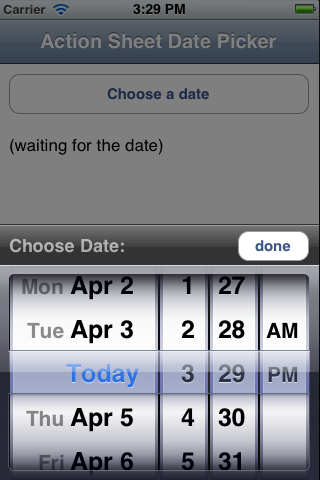 Carrier 3:29 PM
Action Sheet Date Picker
Choose a date
(waiting for the date)
Choose Date: done
Mon Apr 2 1 27
Tue Apr 3 2 28 AM
Today 3 29 PM
Thu Apr 5 4 30
Fri Apr 6 5 31